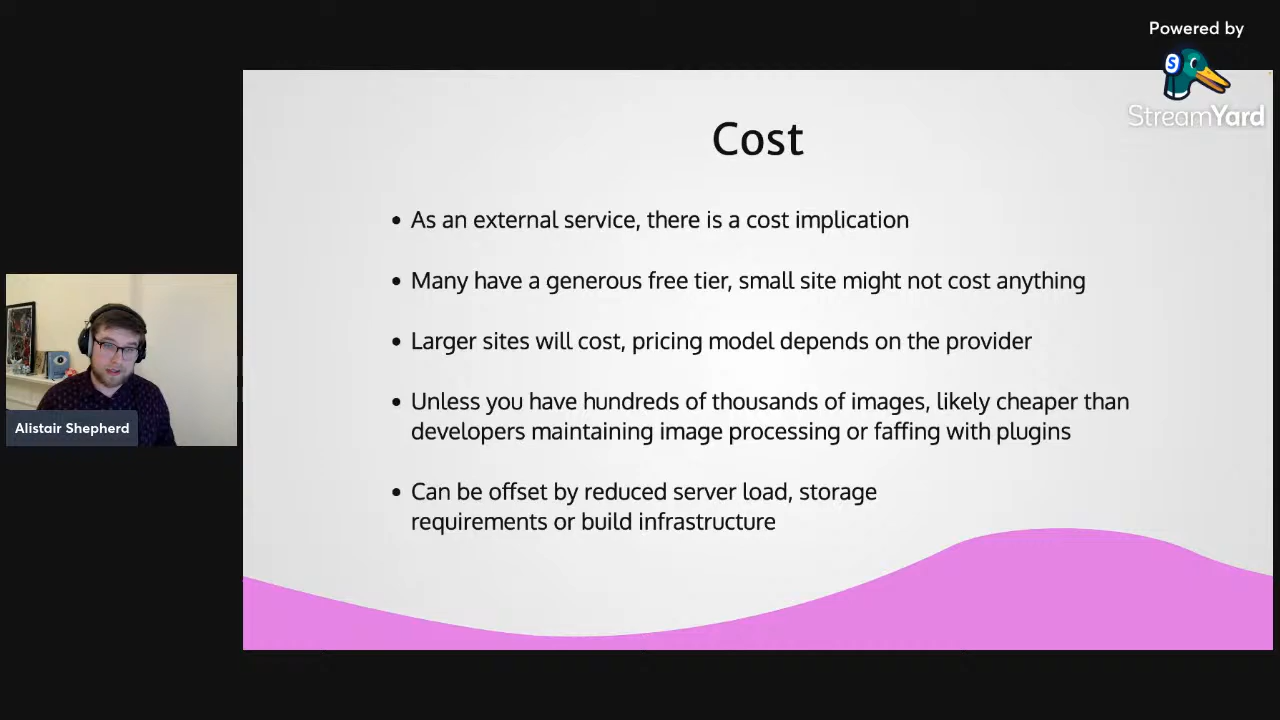 Powered by
StreamYard
Cost
• As an external service, there is a cost implication
• Many have a generous free tier, small site might not cost anything
• Larger sites will cost, pricing model depends on the provider
• Unless you have hundreds of thousands of images, likely cheaper than
developers maintaining image processing or faffing with plugins
• Can be offset by reduced server load, storage
requirements or build infrastructure
Alistair Shepherd